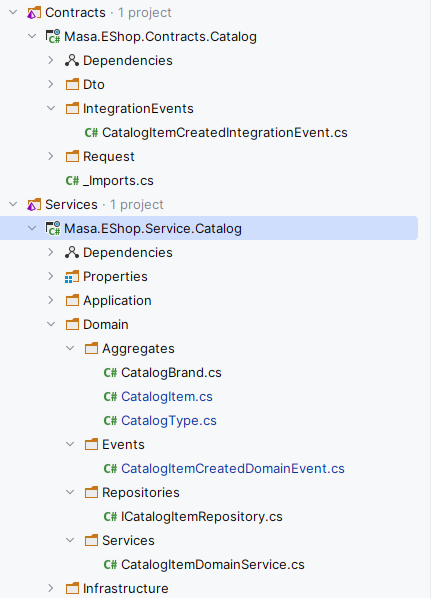 Contracts · 1 project
Masa.EShop.Contracts.Catalog
Dependencies
Dto
IntegrationEvents
C# CatalogItemCreatedIntegrationEvent.cs
Request
C# _Imports.cs
Services · 1 project
Masa.EShop.Service.Catalog
Dependencies
Properties
Application
Domain
Aggregates
C# CatalogBrand.cs
C# CatalogItem.cs
C# CatalogType.cs
Events
C# CatalogItemCreatedDomainEvent.cs
Repositories
C# ICatalogItemRepository.cs
Services
C# CatalogItemDomainService.cs
Infrastructure